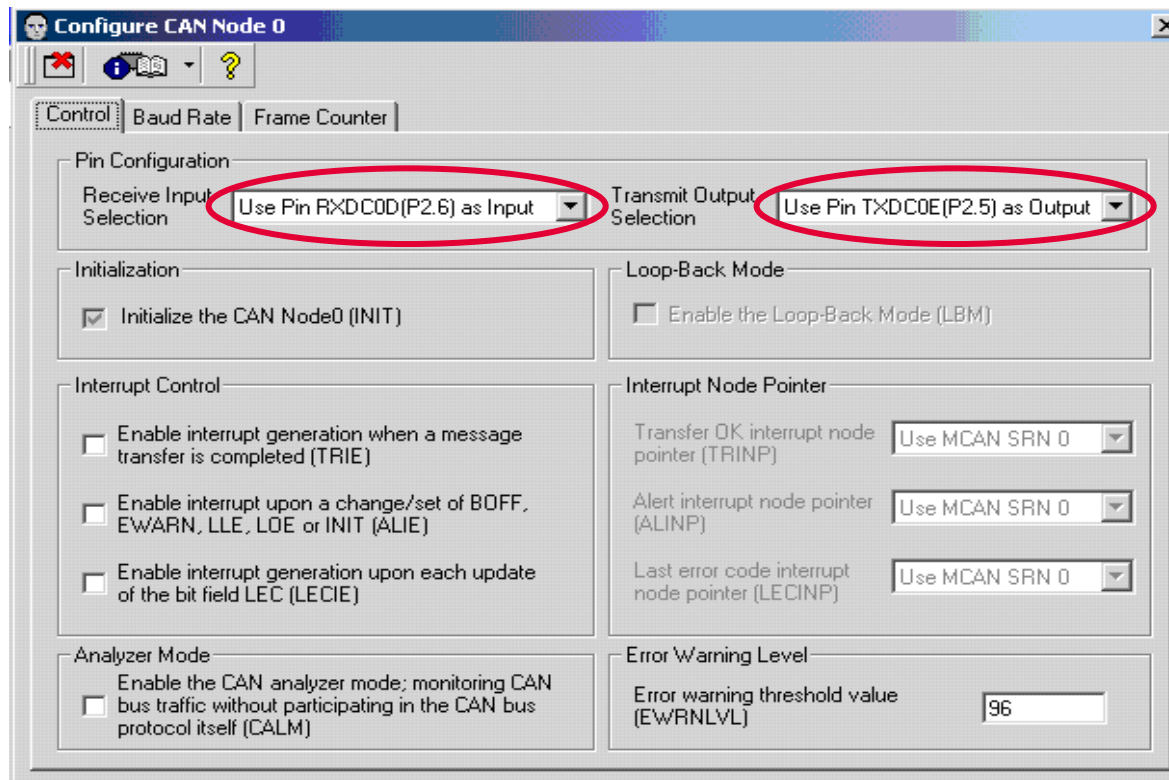 Configure CAN Node 0
Control
Baud Rate
Frame Counter
Pin Configuration
Receive Input
Selection
Use Pin RXDC0D(P2.6) as Input
Transmit Output
Selection
Use Pin TXDC0E(P2.5) as Output
Initialization
Initialize the CAN Node0 (INIT)
Loop-Back Mode
Enable the Loop-Back Mode (LBM)
Interrupt Control
Enable interrupt generation when a message
transfer is completed (TRIE)
Enable interrupt upon a change/set of BOFF,
EWARN, LLE, LOE or INIT (ALIE)
Enable interrupt generation upon each update
of the bit field LEC (LECIE)
Interrupt Node Pointer
Transfer OK interrupt node
pointer (TRINP)
Use MCAN SRN 0
Alert interrupt node pointer
(ALINP)
Use MCAN SRN 0
Last error code interrupt
node pointer (LECINP)
Use MCAN SRN 0
Analyzer Mode
Enable the CAN analyzer mode; monitoring CAN
bus traffic without participating in the CAN bus
protocol itself (CALM)
Error Warning Level
Error warning threshold value
(EWRNLVL)
96